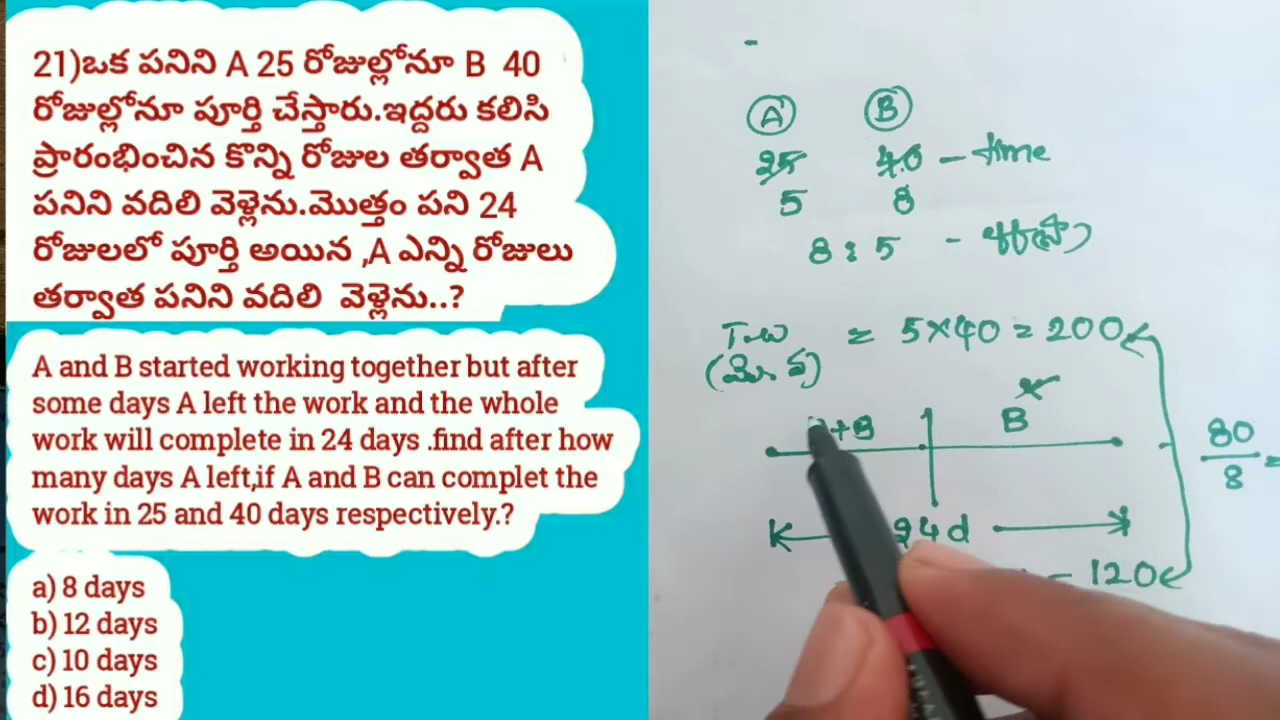 21)ఒక పనిని A 25 రోజుల్లోనూ B 40
రోజుల్లోనూ పూర్తి చేస్తారు.ఇద్దరు కలిసి
ప్రారంభించిన కొన్ని రోజుల తర్వాత A
పనిని వదిలి వెళ్లెను.మొత్తం పని 24
రోజులలో పూర్తి అయిన ,A ఎన్ని రోజులు
తర్వాత పనిని వదిలి వెళ్లెను..?
A and B started working together but after
some days A left the work and the whole
work will complete in 24 days .find after how
many days A left,if A and B can complet the
work in 25 and 40 days respectively.?
a) 8 days
b) 12 days
c) 10 days
d) 16 days
A B
25 40 - time
5 8
8 : 5 -
T.W = 5×40 = 200
(మొ. ప)
+B B
80
8 =
24d
- 120